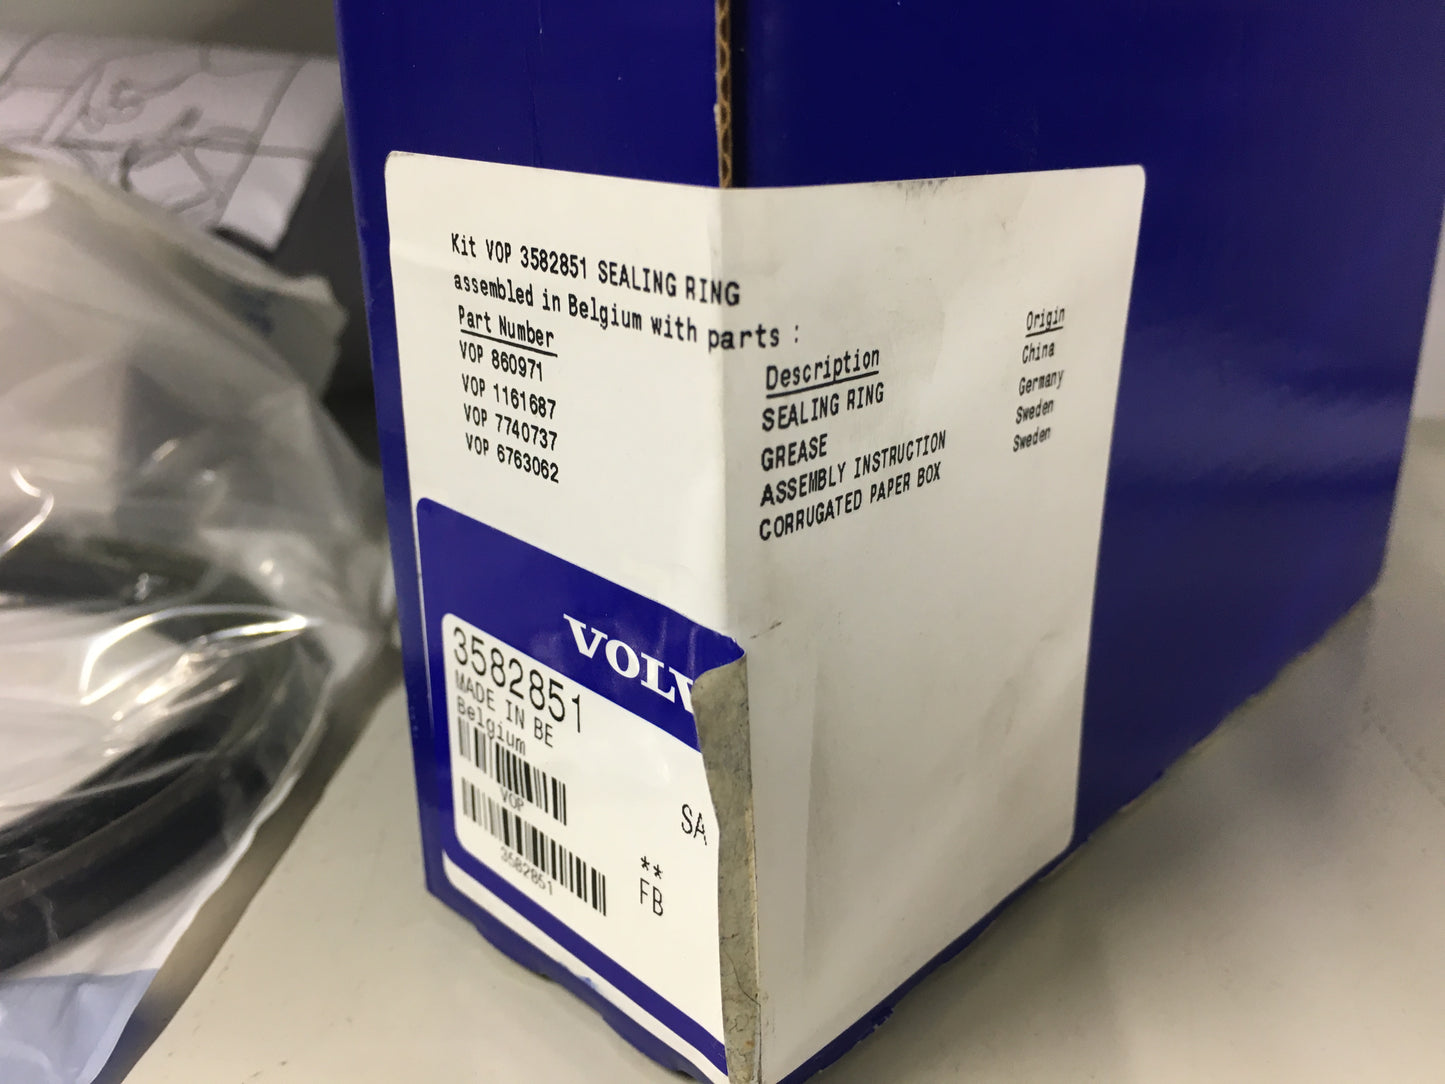 Kit VOP 3582851 SEALING RING
assembled in Belgium with parts :
Part Number Description Origin
VOP 860971 SEALING RING China
VOP 1161687 GREASE Germany
VOP 7740737 ASSEMBLY INSTRUCTION Sweden
VOP 6763062 CORRUGATED PAPER BOX Sweden
VOLV
3582851
MADE IN BE
Belgium
VOP
SA
**
3582851
FB